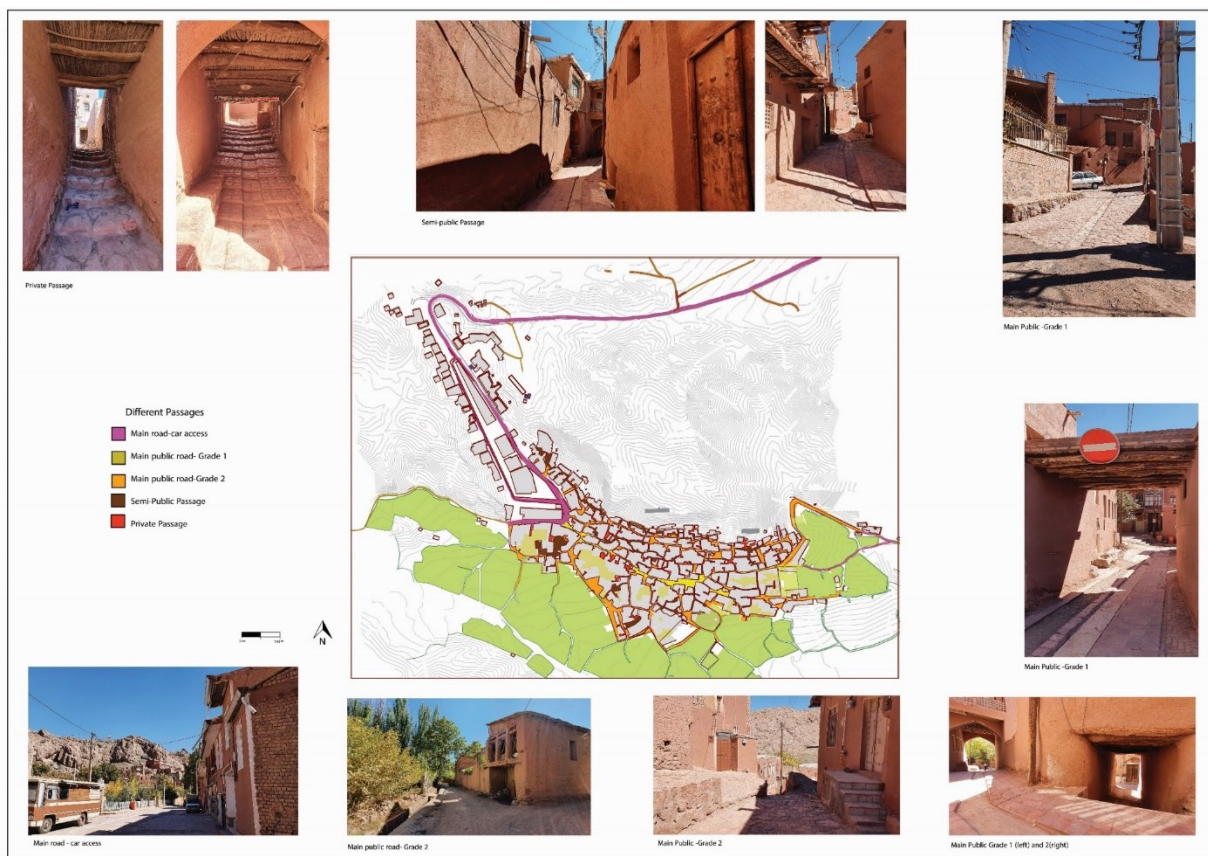 Private Passage
Semi-public Passage
Main Public -Grade 1
Different Passages
Main road-car access
Main public road- Grade 1
Main public road-Grade 2
Semi-Public Passage
Private Passage
N
Main Public -Grade 1
Main road - car access
Main public road- Grade 2
Main Public -Grade 2
Main Public Grade 1 (left) and 2(right)